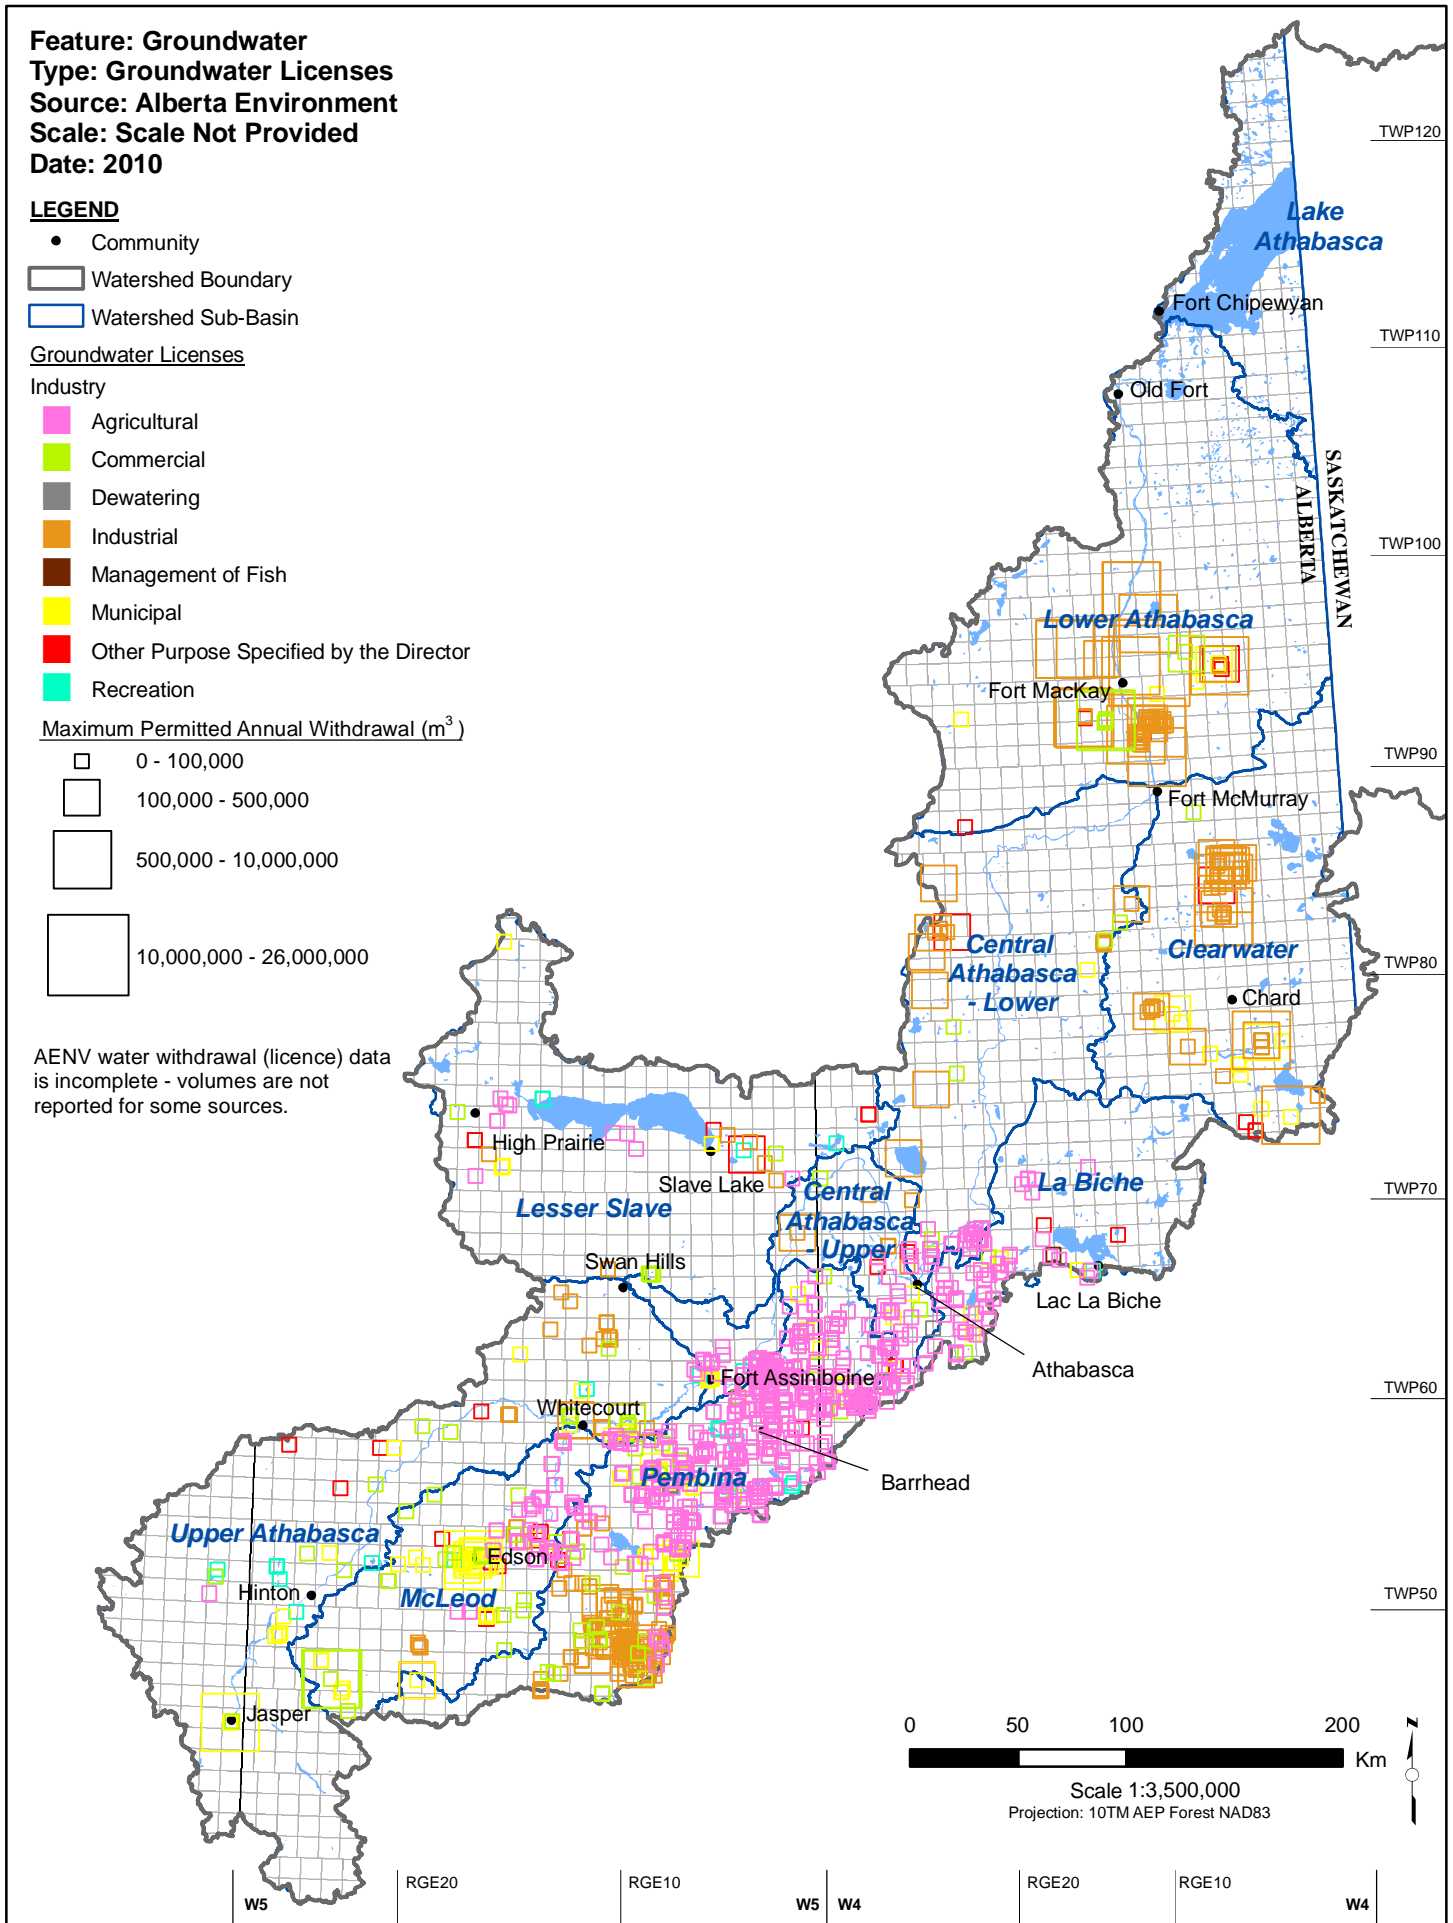 Feature: Groundwater
Type: Groundwater Licenses
Source: Alberta Environment
Scale: Scale Not Provided
Date: 2010
LEGEND
Community
Watershed Boundary
Watershed Sub-Basin
Groundwater Licenses
Industry
Agricultural
Commercial
Dewatering
Industrial
Management of Fish
Municipal
Other Purpose Specified by the Director
Recreation
Maximum Permitted Annual Withdrawal (m³)
0 - 100,000
100,000 - 500,000
500,000 - 10,000,000
10,000,000 - 26,000,000
AENV water withdrawal (licence) data
is incomplete - volumes are not
reported for some sources.
TWP120
Lake
Athabasca
Fort Chipewyan
TWP110
Old Fort
SASKATCHEWAN
ALBERTA
TWP100
Lower Athabasca
Fort MacKay
TWP90
Fort McMurray
Central
Athabasca
- Lower
Clearwater
TWP80
Chard
High Prairie
Slave Lake
Lesser Slave
Central
Athabasca
- Upper
La Biche
TWP70
Swan Hills
Lac La Biche
Athabasca
Fort Assiniboine
TWP60
Whitecourt
Barrhead
Pembina
Upper Athabasca
Edson
Hinton
McLeod
TWP50
Jasper
0 50 100 200
Km
Scale 1:3,500,000
Projection: 10TM AEP Forest NAD83
Z
W5
RGE20
RGE10
W5
W4
RGE20
RGE10
W4